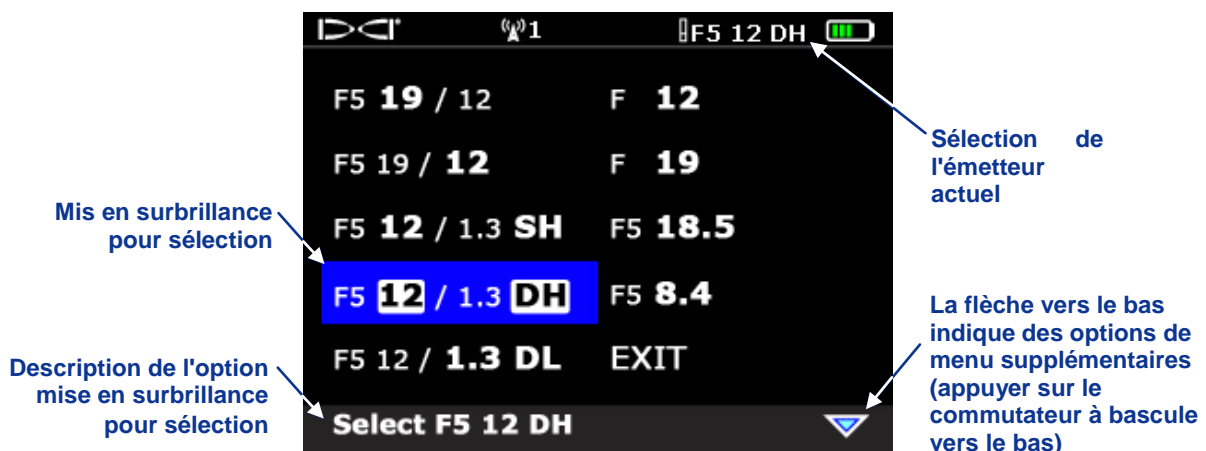 DCI
1
F5 12 DH
F5 19 / 12
F 12
F5 19 / 12
F 19
F5 12 / 1.3 SH
F5 18.5
F5 12 / 1.3 DH
F5 8.4
F5 12 / 1.3 DL
EXIT
Select F5 12 DH
Mis en surbrillance
pour sélection
Description de l'option
mise en surbrillance
pour sélection
Sélection de
l'émetteur
actuel
La flèche vers le bas
indique des options de
menu supplémentaires
(appuyer sur le
commutateur à bascule
vers le bas)